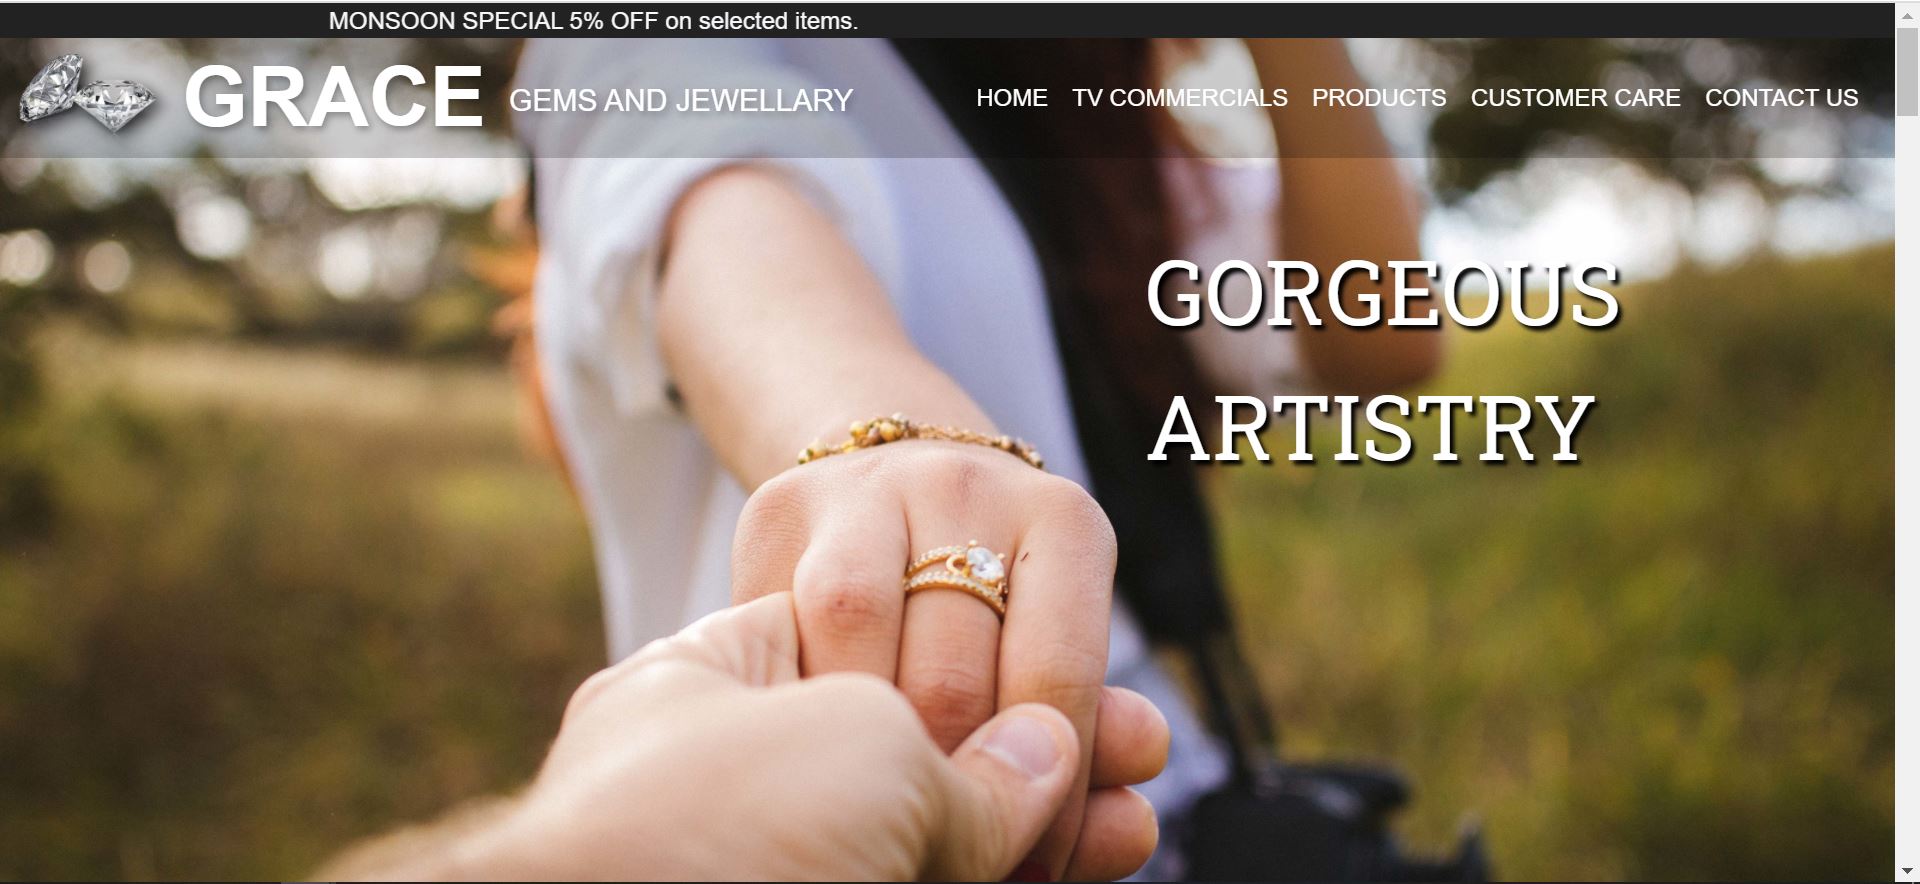 MONSOON SPECIAL 5% OFF on selected items.
GRACE GEMS AND JEWELLARY
HOME TV COMMERCIALS PRODUCTS CUSTOMER CARE CONTACT US
GORGEOUS
ARTISTRY